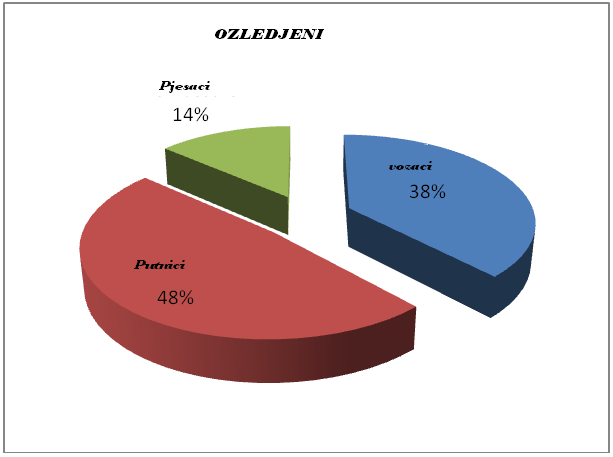 OZLEDJENI
Pjesaci
14%
vozaci
38%
Putnici
48%